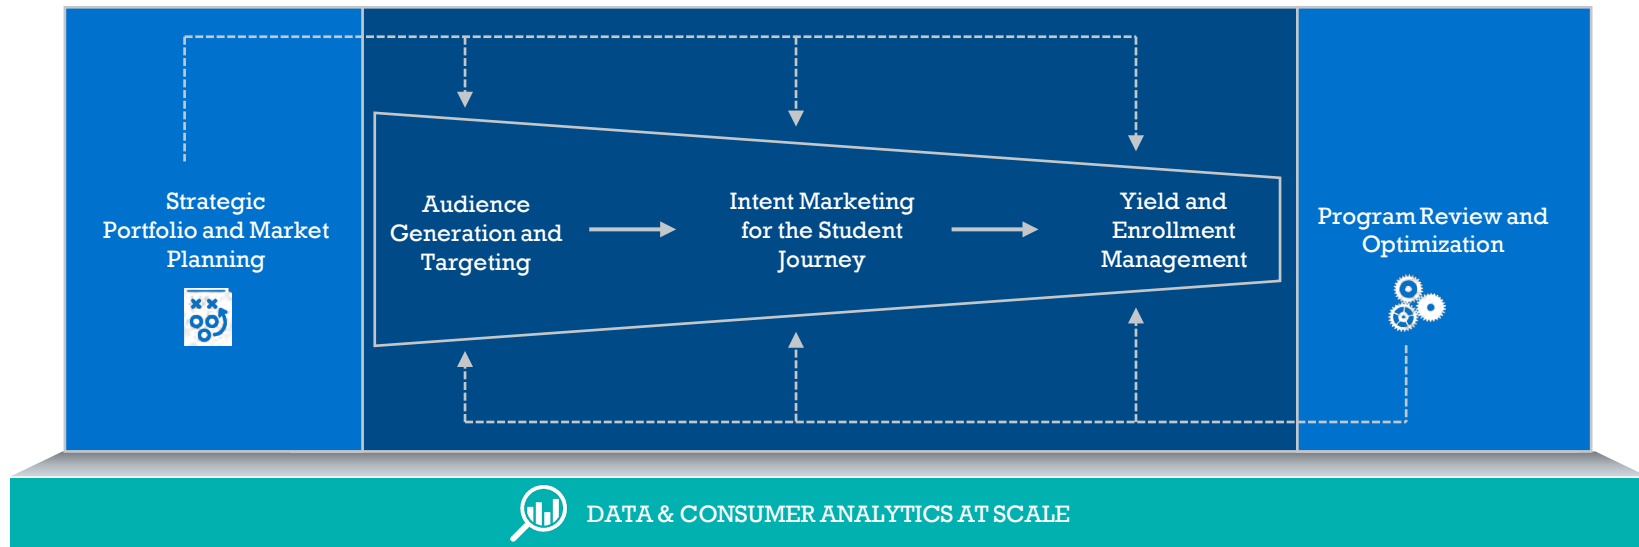 Strategic
Portfolio and Market
Planning
Audience
Generation and
Targeting
Intent Marketing
for the Student
Journey
Yield and
Enrollment
Management
Program Review and
Optimization
DATA & CONSUMER ANALYTICS AT SCALE